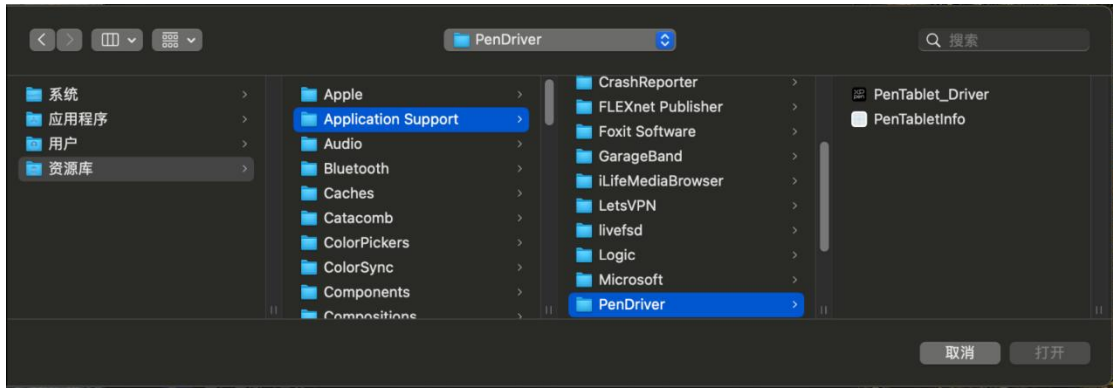 PenDriver
搜索
系统
应用程序
用户
资源库
Apple
Application Support
Audio
Bluetooth
Caches
Catacomb
ColorPickers
ColorSync
Components
Compositions
CrashReporter
FLEXnet Publisher
Foxit Software
GarageBand
iLifeMediaBrowser
LetsVPN
livefsd
Logic
Microsoft
PenDriver
PenTablet_Driver
PenTabletInfo
取消
打开